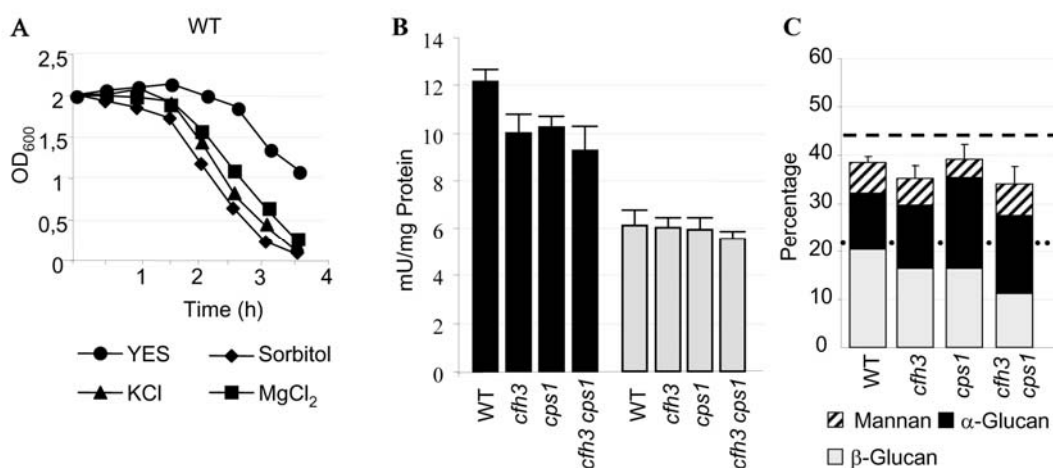 A
WT
2,5
2
1,5
1
0,5
0
OD600
0 1 2 3 4
Time (h)
YES
Sorbitol
KCl
MgCl2
B
14
12
10
8
6
4
2
0
mU/mg Protein
WT
cfh3
cps1
cfh3 cps1
WT
cfh3
cps1
cfh3 cps1
C
60
50
40
30
20
10
0
Percentage
WT
cfh3
cps1
cfh3
cps1
Mannan α-Glucan
β-Glucan